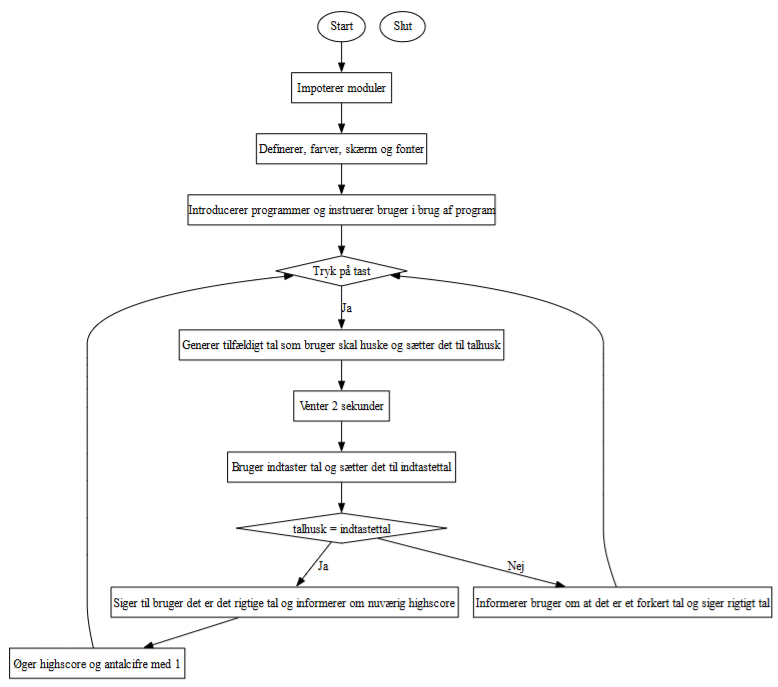 Start
Slut
Impoterer moduler
Definerer, farver, skærm og fonter
Introducerer programmer og instruerer bruger i brug af program
Tryk på tast
Ja
Generer tilfældigt tal som bruger skal huske og sætter det til talhusk
Venter 2 sekunder
Bruger indtaster tal og sætter det til indtastettal
talhusk = indtastettal
Ja
Nej
Siger til bruger det er det rigtige tal og informerer om nuværig highscore
Informerer bruger om at det er et forkert tal og siger rigtigt tal
Øger highscore og antalcifre med 1